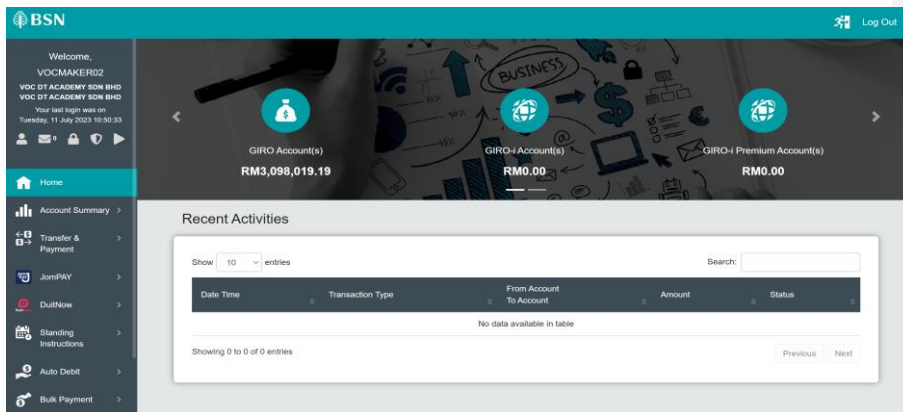 BSN
Log Out
Welcome,
VOCMAKER02
VOC DT ACADEMY SDN BHD
VOC DT ACADEMY SDN BHD
Your last login was on
Tuesday, 11 July 2023 10:50:33
0
Home
Account Summary >
Transfer & >
Payment
JomPAY >
DuitNow >
Standing >
Instructions
Auto Debit >
Bulk Payment >
BUSINESS
GIRO Account(s)
RM3,098,019.19
GIRO-i Account(s)
RM0.00
GIRO-i Premium Account(s)
RM0.00
Recent Activities
Show 10 entries
Search:
Date Time
Transaction Type
From Account
To Account
Amount
Status
No data available in table
Showing 0 to 0 of 0 entries
Previous Next